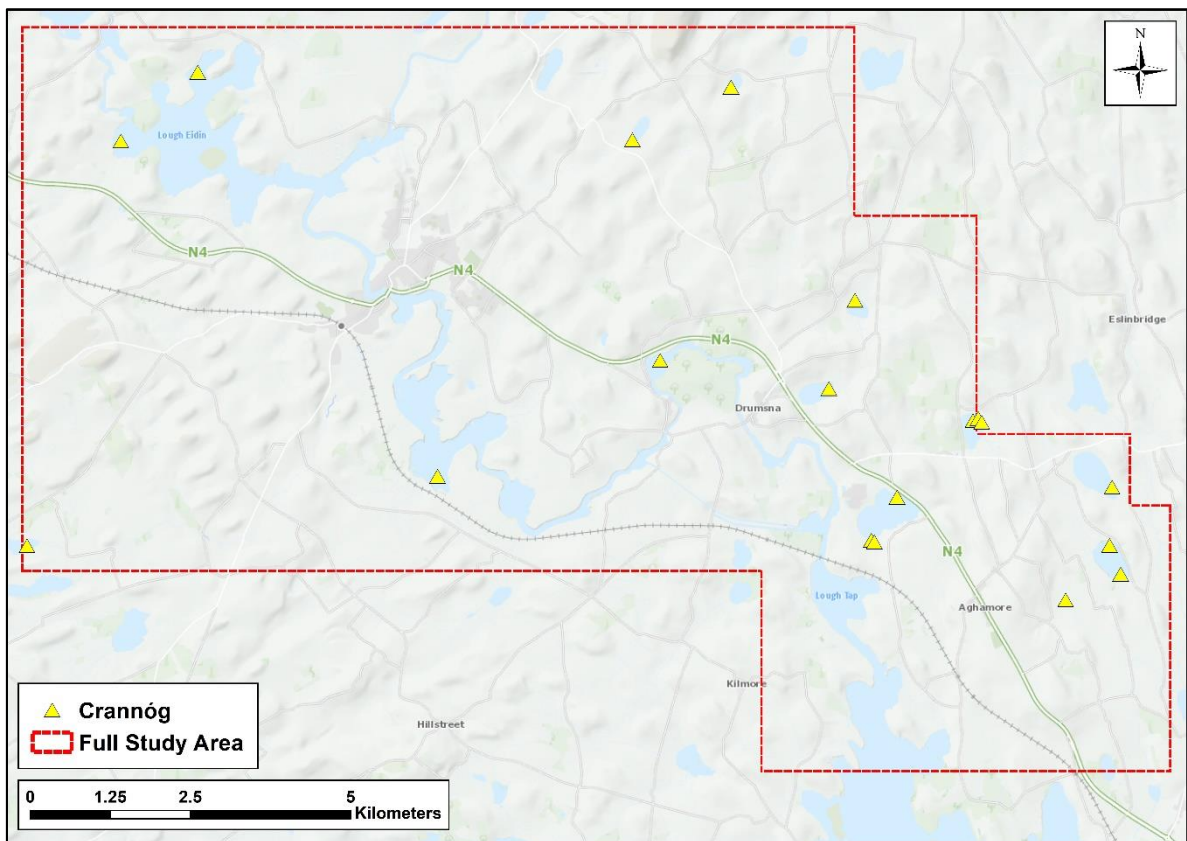 N
Lough Eidin
N4
N4
Eslinbridge
N4
Drumsna
N4
Lough Tap
Aghamore
Kilmore
Hillstreet
Crannóg
Full Study Area
0 1.25 2.5 5
Kilometers